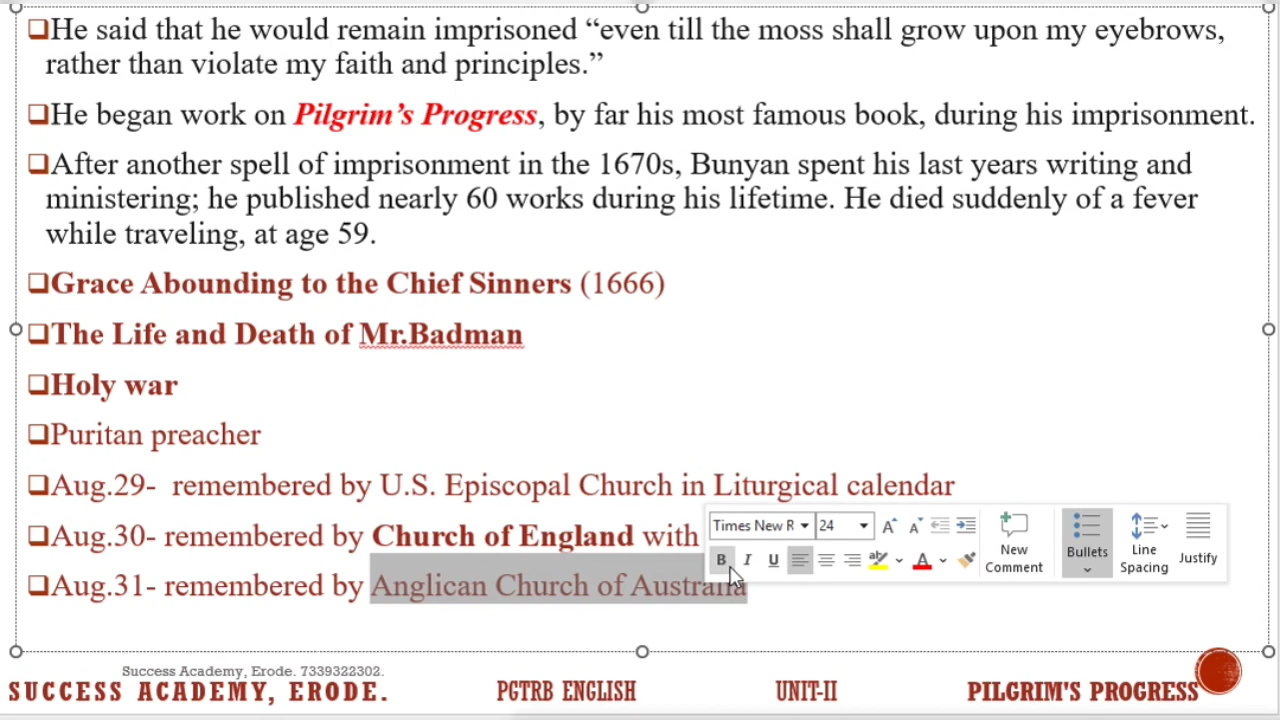 ❑He said that he would remain imprisoned “even till the moss shall grow upon my eyebrows,
rather than violate my faith and principles.”
❑He began work on Pilgrim’s Progress, by far his most famous book, during his imprisonment.
❑After another spell of imprisonment in the 1670s, Bunyan spent his last years writing and
ministering; he published nearly 60 works during his lifetime. He died suddenly of a fever
while traveling, at age 59.
❑Grace Abounding to the Chief Sinners (1666)
❑The Life and Death of Mr.Badman
❑Holy war
❑Puritan preacher
❑Aug.29- remembered by U.S. Episcopal Church in Liturgical calendar
❑Aug.30- remembered by Church of England with
❑Aug.31- remembered by Anglican Church of Australia
Times New R 24 A A
B I U ab A
New
Comment
Bullets
Line
Spacing
Justify
Success Academy, Erode. 7339322302.
SUCCESS ACADEMY, ERODE. PGTRB ENGLISH UNIT-II PILGRIM'S PROGRESS